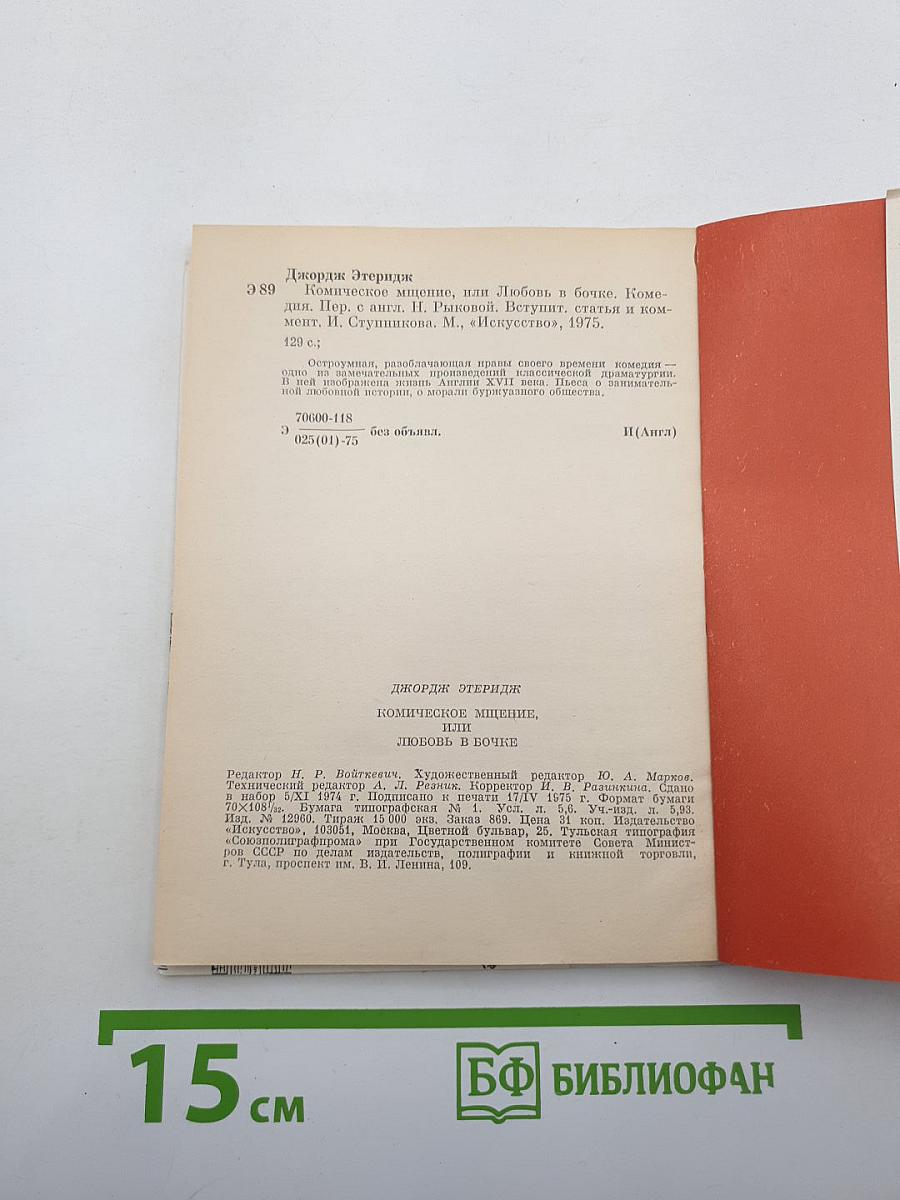 Джордж Этеридж
Э 89 Комическое мщение, или Любовь в бочке. Коме-
дия. Пер. с англ. Н. Рыковой. Вступит. статья и ком-
мент. И. Ступникова. М., «Искусство», 1975.
129 с.;
Остроумная, разоблачающая нравы своего времени комедия —
одно из замечательных произведений классической драматургии.
В ней изображена жизнь Англии XVII века. Пьеса о заниматель-
ной любовной истории, о морали буржуазного общества.
70600-118
Э без объявл. И (Англ)
025(01)-75
ДЖОРДЖ ЭТЕРИДЖ
КОМИЧЕСКОЕ МЩЕНИЕ,
ИЛИ
ЛЮБОВЬ В БОЧКЕ
Редактор Н. Р. Войткевич. Художественный редактор Ю. А. Марков.
Технический редактор А. Л. Резник. Корректор И. В. Разинкина. Сдано
в набор 5/XI 1974 г. Подписано к печати 17/IV 1975 г. Формат бумаги
70×108 1/32. Бумага типографская № 1. Усл. л. 5,6. Уч.-изд. л. 5,93.
Изд. № 12960. Тираж 15 000 экз. Заказ 869. Цена 31 коп. Издательство
«Искусство», 103051, Москва, Цветной бульвар, 25. Тульская типография
«Союзполиграфпрома» при Государственном комитете Совета Минист-
ров СССР по делам издательств, полиграфии и книжной торговли,
г. Тула, проспект им. В. И. Ленина, 109.
15 см
БФ БИБЛИОФАН